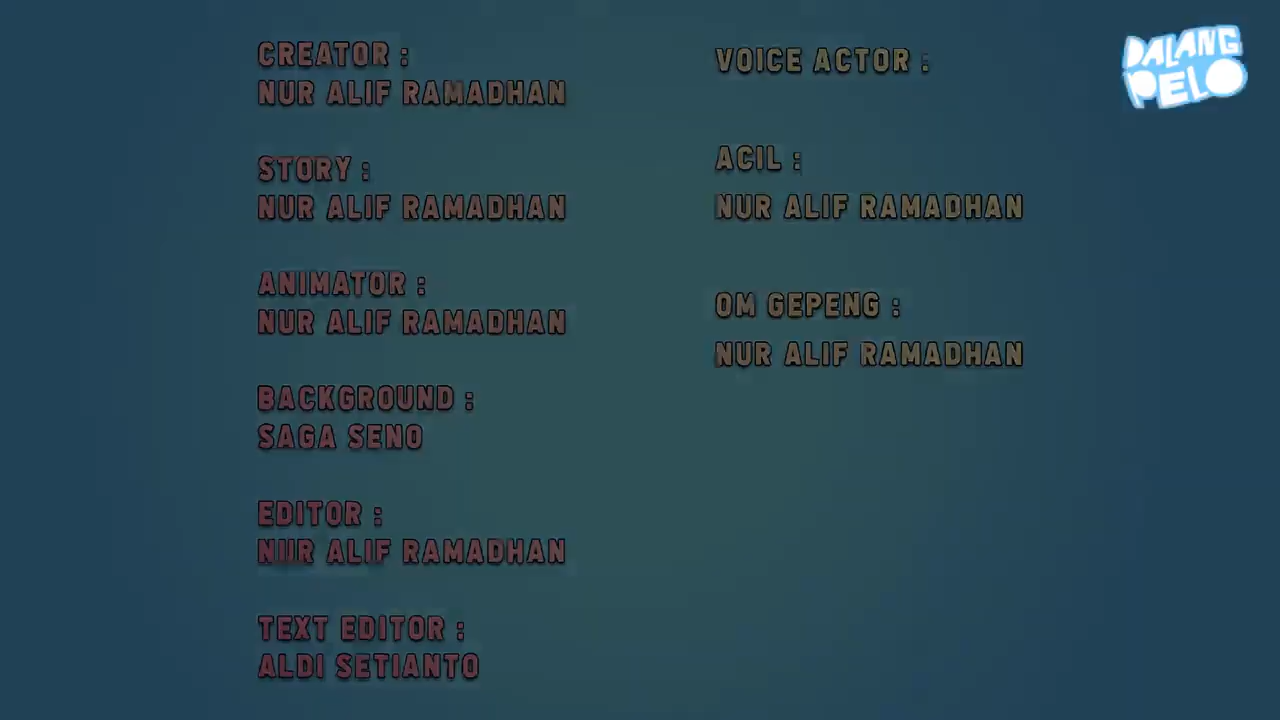 CREATOR :
NUR ALIF RAMADHAN
STORY :
NUR ALIF RAMADHAN
ANIMATOR :
NUR ALIF RAMADHAN
BACKGROUND :
SAGA SENO
EDITOR :
NUR ALIF RAMADHAN
TEXT EDITOR :
ALDI SETIANTO
VOICE ACTOR :
ACIL :
NUR ALIF RAMADHAN
OM GEPENG :
NUR ALIF RAMADHAN
DALANG
PELO